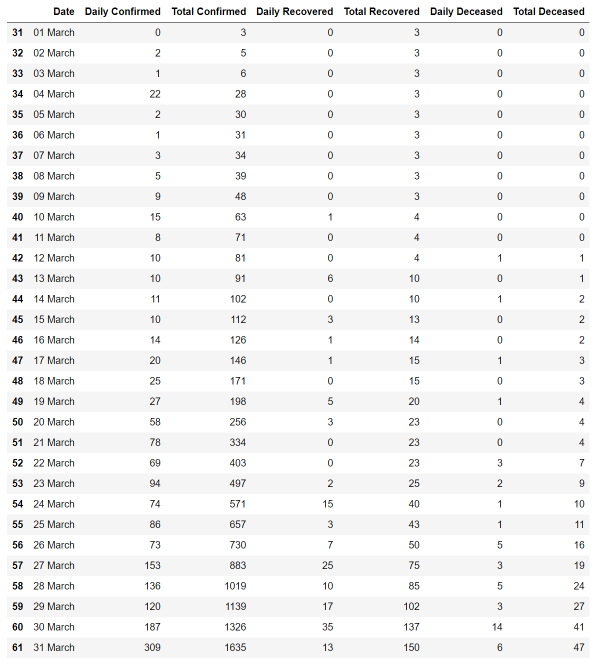 Date Daily Confirmed Total Confirmed Daily Recovered Total Recovered Daily Deceased Total Deceased
31 01 March 0 3 0 3 0 0
32 02 March 2 5 0 3 0 0
33 03 March 1 6 0 3 0 0
34 04 March 22 28 0 3 0 0
35 05 March 2 30 0 3 0 0
36 06 March 1 31 0 3 0 0
37 07 March 3 34 0 3 0 0
38 08 March 5 39 0 3 0 0
39 09 March 9 48 0 3 0 0
40 10 March 15 63 1 4 0 0
41 11 March 8 71 0 4 0 0
42 12 March 10 81 0 4 1 1
43 13 March 10 91 6 10 0 1
44 14 March 11 102 0 10 1 2
45 15 March 10 112 3 13 0 2
46 16 March 14 126 1 14 0 2
47 17 March 20 146 1 15 1 3
48 18 March 25 171 0 15 0 3
49 19 March 27 198 5 20 1 4
50 20 March 58 256 3 23 0 4
51 21 March 78 334 0 23 0 4
52 22 March 69 403 0 23 3 7
53 23 March 94 497 2 25 2 9
54 24 March 74 571 15 40 1 10
55 25 March 86 657 3 43 1 11
56 26 March 73 730 7 50 5 16
57 27 March 153 883 25 75 3 19
58 28 March 136 1019 10 85 5 24
59 29 March 120 1139 17 102 3 27
60 30 March 187 1326 35 137 14 41
61 31 March 309 1635 13 150 6 47